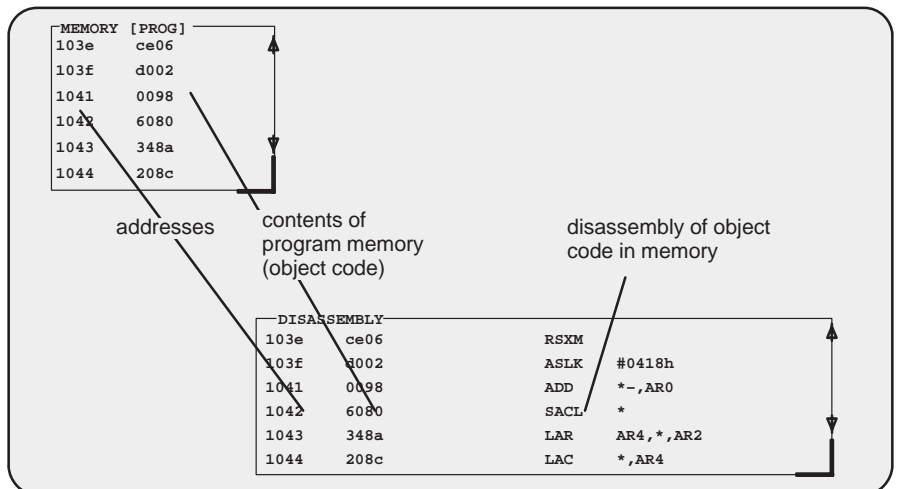 MEMORY [PROG]
103e ce06
103f d002
1041 0098
1042 6080
1043 348a
1044 208c
addresses
contents of
program memory
(object code)
disassembly of object
code in memory
DISASSEMBLY
103e ce06 RSXM
103f d002 ASLK #0418h
1041 0098 ADD *–,AR0
1042 6080 SACL *
1043 348a LAR AR4,*,AR2
1044 208c LAC *,AR4